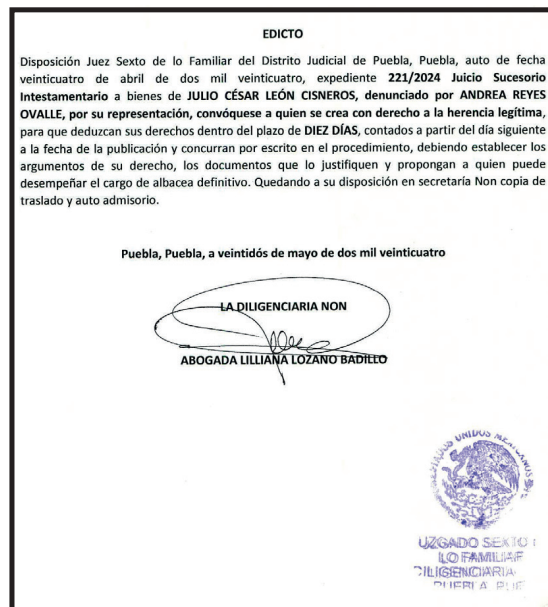 EDICTO
Disposición Juez Sexto de lo Familiar del Distrito Judicial de Puebla, Puebla, auto de fecha
veinticuatro de abril de dos mil veinticuatro, expediente 221/2024 Juicio Sucesorio
Intestamentario a bienes de JULIO CÉSAR LEÓN CISNEROS, denunciado por ANDREA REYES
OVALLE, por su representación, convóquese a quien se crea con derecho a la herencia legítima,
para que deduzcan sus derechos dentro del plazo de DIEZ DÍAS, contados a partir del día siguiente
a la fecha de la publicación y concurran por escrito en el procedimiento, debiendo establecer los
argumentos de su derecho, los documentos que lo justifiquen y propongan a quien puede
desempeñar el cargo de albacea definitivo. Quedando a su disposición en secretaría Non copia de
traslado y auto admisorio.
Puebla, Puebla, a veintidós de mayo de dos mil veinticuatro
LA DILIGENCIARIA NON
ABOGADA LILLIANA LOZANO BADILLO
UNIDOS
UZGADO SEXTO
LO FAMILIAR
DILIGENCIARIA